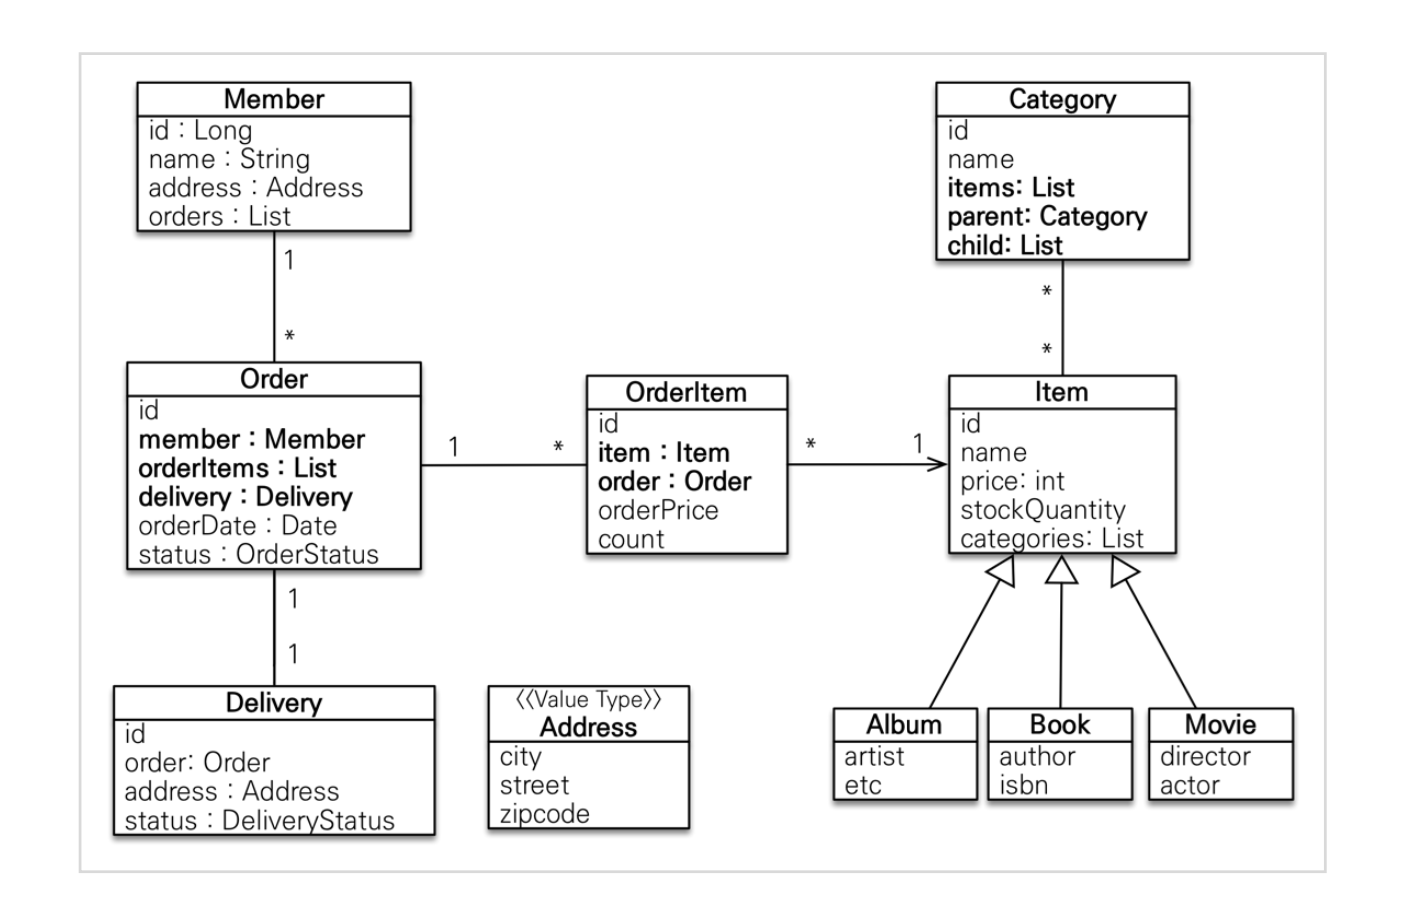 Member
id : Long
name : String
address : Address
orders : List
1
*
Category
id
name
items: List
parent: Category
child: List
*
*
Order
id
member : Member
orderItems : List
delivery : Delivery
orderDate : Date
status : OrderStatus
1
*
OrderItem
id
item : Item
order : Order
orderPrice
count
*
1
Item
id
name
price: int
stockQuantity
categories: List
1
1
Delivery
id
order: Order
address : Address
status : DeliveryStatus
<<Value Type>>
Address
city
street
zipcode
Album
artist
etc
Book
author
isbn
Movie
director
actor